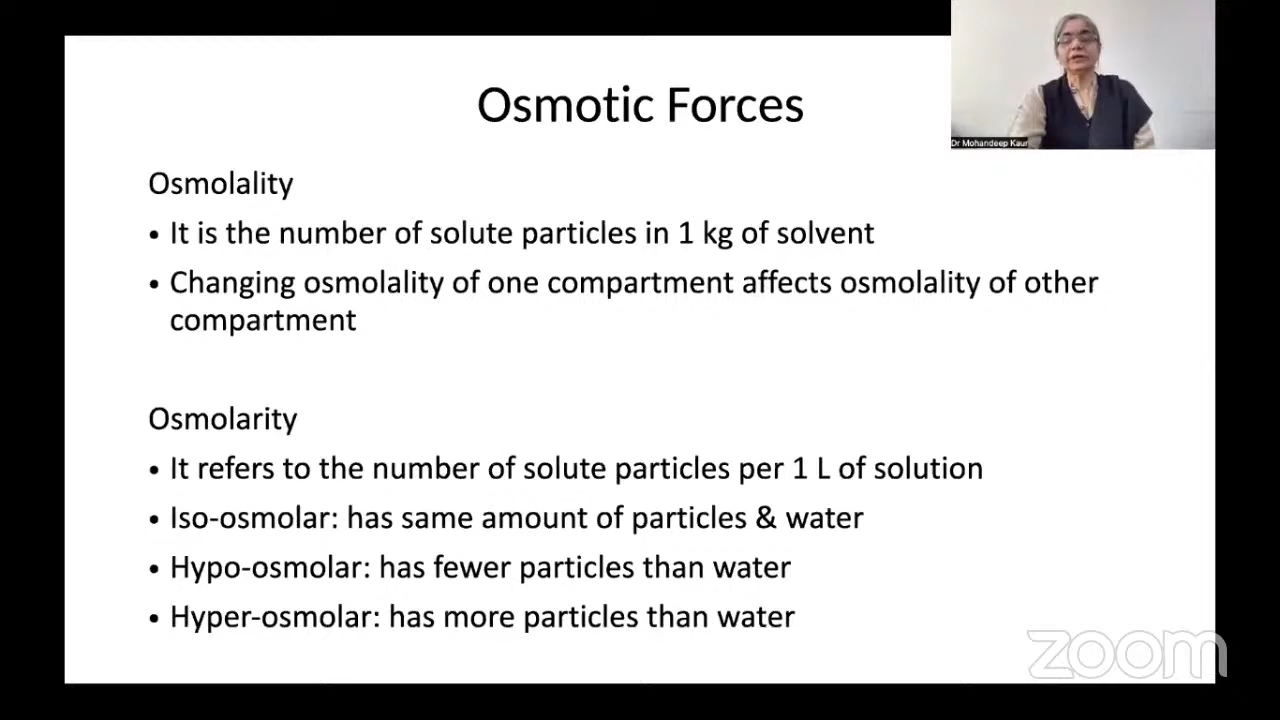 Osmotic Forces
Dr Mohandeep Kaur
Osmolality
• It is the number of solute particles in 1 kg of solvent
• Changing osmolality of one compartment affects osmolality of other
compartment
Osmolarity
• It refers to the number of solute particles per 1 L of solution
• Iso-osmolar: has same amount of particles & water
• Hypo-osmolar: has fewer particles than water
• Hyper-osmolar: has more particles than water
zoom